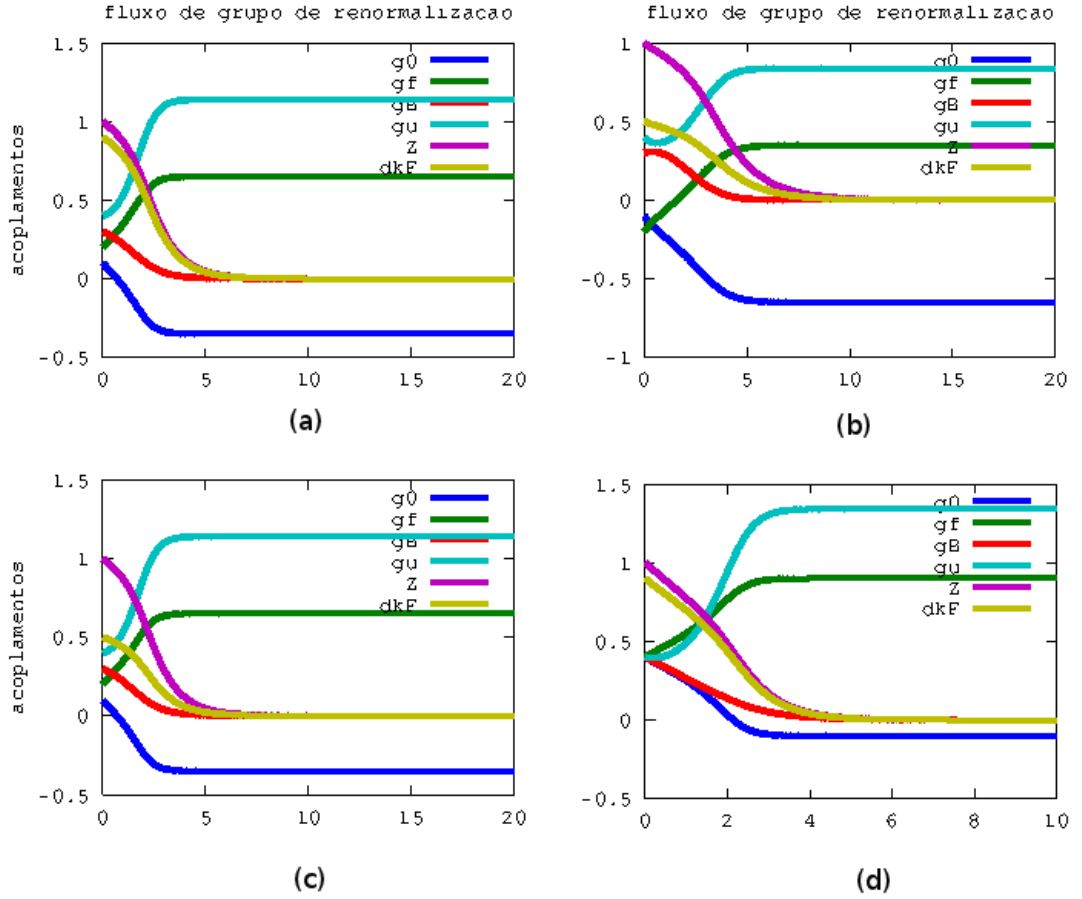 fluxo de grupo de renormalizacao
fluxo de grupo de renormalizacao
acoplamentos
1.5
1
0.5
0
-0.5
0
5
10
15
20
g0
gf
gB
gu
Z
dkF
(a)
1
0.5
0
-0.5
-1
0
5
10
15
20
g0
gf
gB
gu
Z
dkF
(b)
acoplamentos
1.5
1
0.5
0
-0.5
0
5
10
15
20
g0
gf
gB
gu
Z
dkF
(c)
1.5
1
0.5
0
-0.5
0
2
4
6
8
10
g0
gf
gB
gu
Z
dkF
(d)